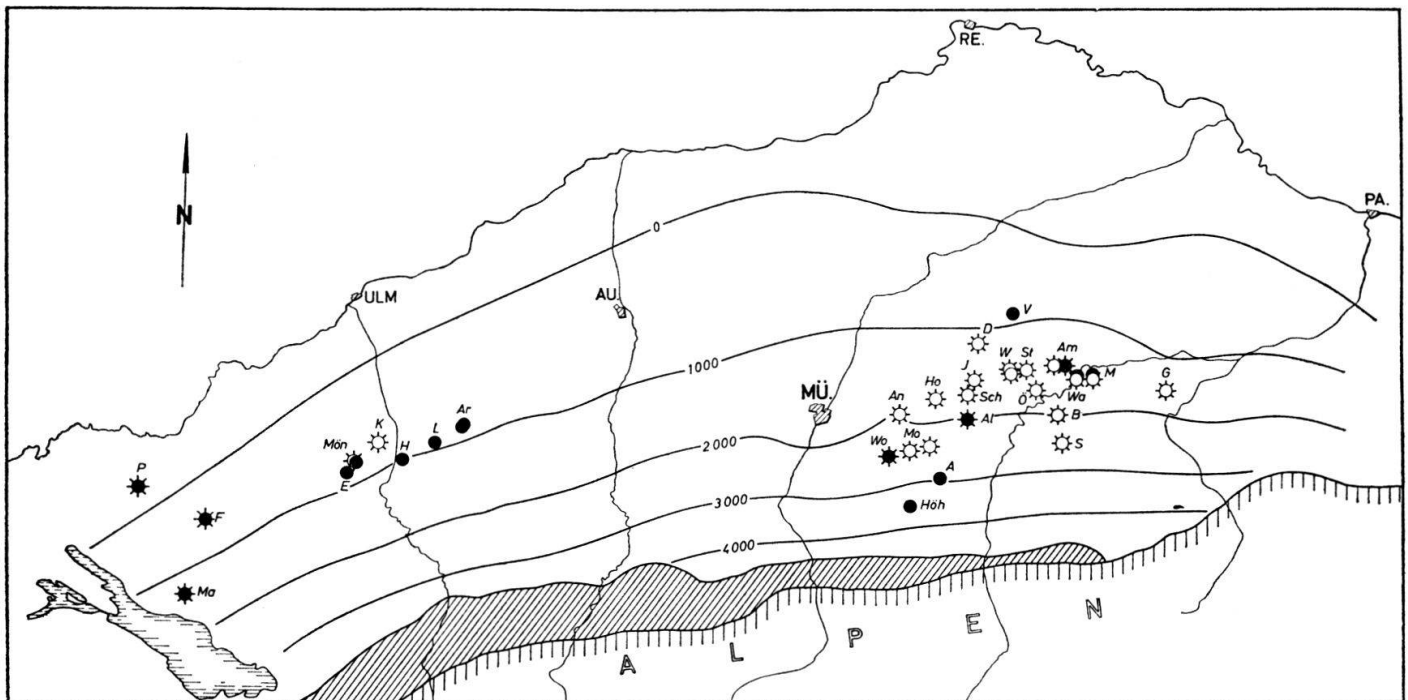 RE.
N
PA.
0
ULM
AU.
V
D
1000
W
St
Am
J
M
G
MÜ.
Ho
An
Sch
Ö
Wa
Ar
K
L
2000
Al
B
Mön
H
Wo
Mo
S
E
P
A
3000
Höh
F
4000
Ma
A L P E N